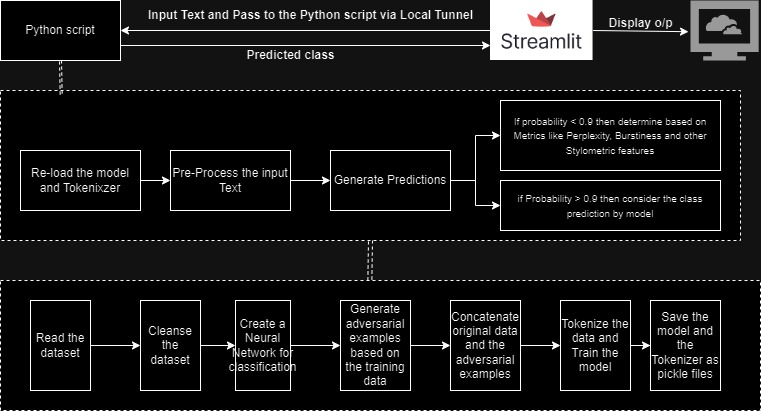 Input Text and Pass to the Python script via Local Tunnel
Python script
Streamlit
Display o/p
Predicted class
If probability < 0.9 then determine based on
Metrics like Perplexity, Burstiness and other
Stylometric features
Re-load the model
and Tokenixzer
Pre-Process the input
Text
Generate Predictions
if Probability > 0.9 then consider the class
prediction by model
Read the
dataset
Cleanse
the
dataset
Create a
Neural
Network for
classification
Generate
adversarial
examples
based on
the training
data
Concatenate
original data
and the
adversarial
examples
Tokenize the
data and
Train the
model
Save the
model and
the
Tokenizer as
pickle files